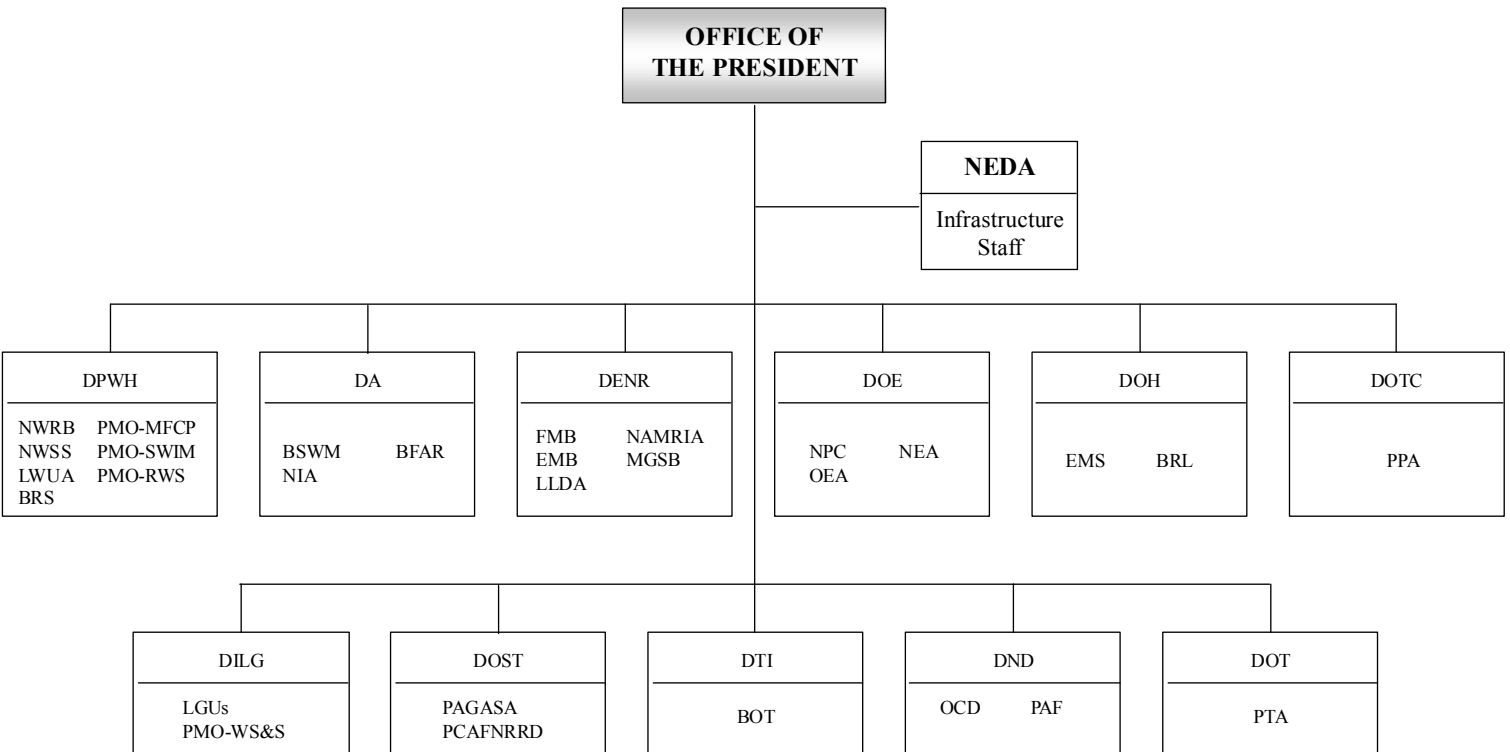 OFFICE OF
THE PRESIDENT
NEDA
Infrastructure
Staff
DPWH
NWRB PMO-MFCP
NWSS PMO-SWIM
LWUA PMO-RWS
BRS
DA
BSWM BFAR
NIA
DENR
FMB NAMRIA
EMB MGSB
LLDA
DOE
NPC NEA
OEA
DOH
EMS BRL
DOTC
PPA
DILG
LGUs
PMO-WS&S
DOST
PAGASA
PCAFNRRD
DTI
BOT
DND
OCD PAF
DOT
PTA